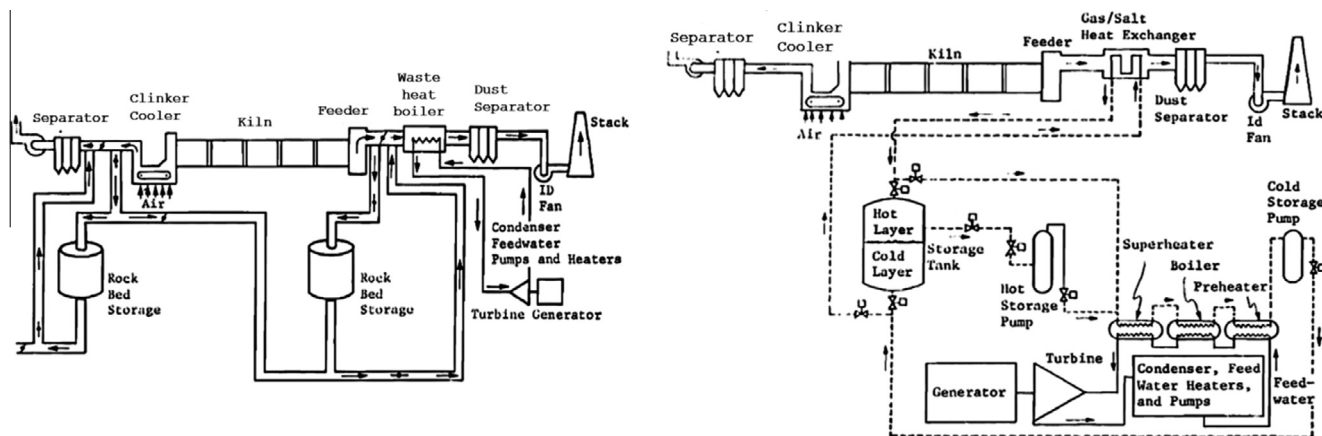 Separator
Clinker
Cooler
Kiln
Feeder
Waste
heat
boiler
Dust
Separator
Stack
Air
ID
Fan
Rock
Bed
Storage
Rock
Bed
Storage
Condenser
Feedwater
Pumps and Heaters
Turbine Generator
Separator
Clinker
Cooler
Kiln
Feeder
Gas/Salt
Heat Exchanger
Dust
Separator
Id
Fan
Stack
Air
Hot
Layer
Cold
Layer
Storage
Tank
Hot
Storage
Pump
Cold
Storage
Pump
Superheater
Boiler
Preheater
Turbine
Generator
Condenser, Feed
Water Heaters,
and Pumps
Feed-
water